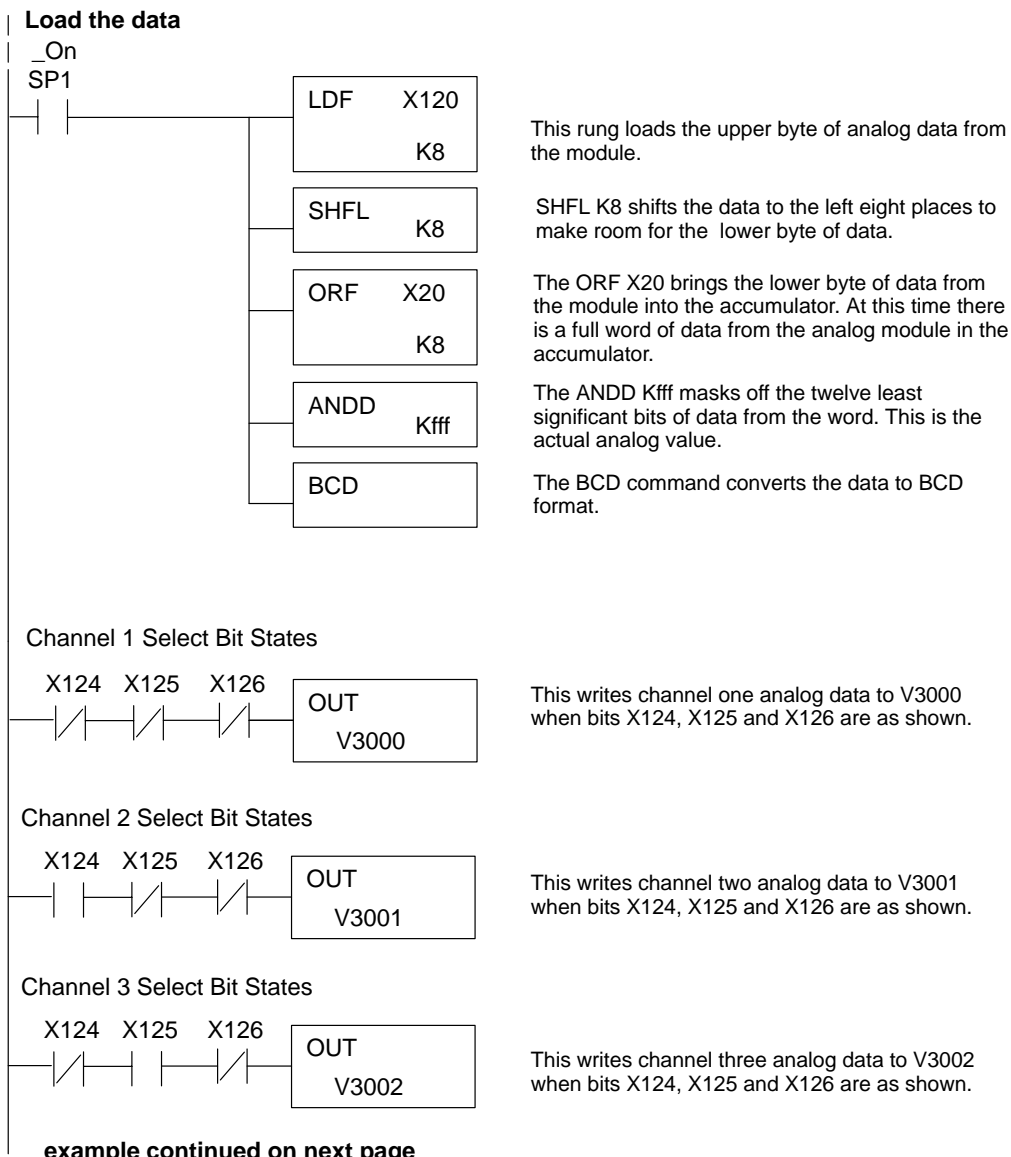 Load the data
_On
SP1
LDF X120
K8
This rung loads the upper byte of analog data from
the module.
SHFL
K8
SHFL K8 shifts the data to the left eight places to
make room for the lower byte of data.
ORF X20
K8
The ORF X20 brings the lower byte of data from
the module into the accumulator. At this time there
is a full word of data from the analog module in the
accumulator.
ANDD
Kfff
The ANDD Kfff masks off the twelve least
significant bits of data from the word. This is the
actual analog value.
BCD
The BCD command converts the data to BCD
format.
Channel 1 Select Bit States
X124 X125 X126
OUT
V3000
This writes channel one analog data to V3000
when bits X124, X125 and X126 are as shown.
Channel 2 Select Bit States
X124 X125 X126
OUT
V3001
This writes channel two analog data to V3001
when bits X124, X125 and X126 are as shown.
Channel 3 Select Bit States
X124 X125 X126
OUT
V3002
This writes channel three analog data to V3002
when bits X124, X125 and X126 are as shown.
example continued on next page